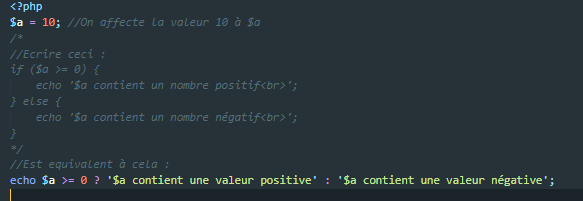 <?php
$a = 10; //On affecte la valeur 10 à $a
/*
//Ecrire ceci :
if ($a >= 0) {
    echo '$a contient un nombre positif<br>';
} else {
    echo '$a contient un nombre négatif<br>';
}
*/
//Est equivalent à cela :
echo $a >= 0 ? '$a contient une valeur positive' : '$a contient une valeur négative';